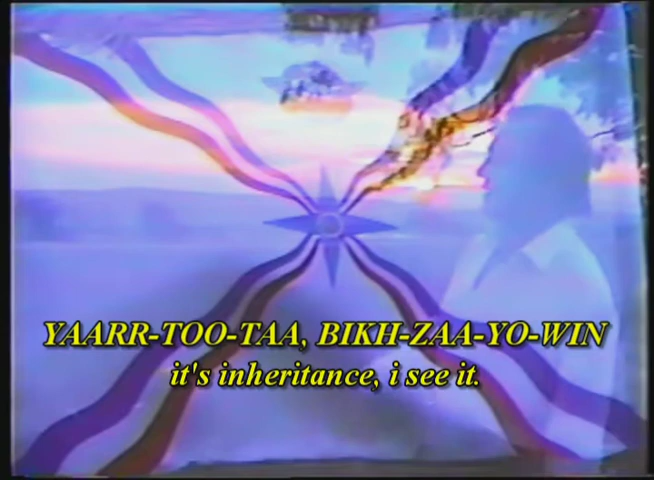 YAARR-TOO-TAA, BIKH-ZAA-YO-WIN
it's inheritance, i see it.